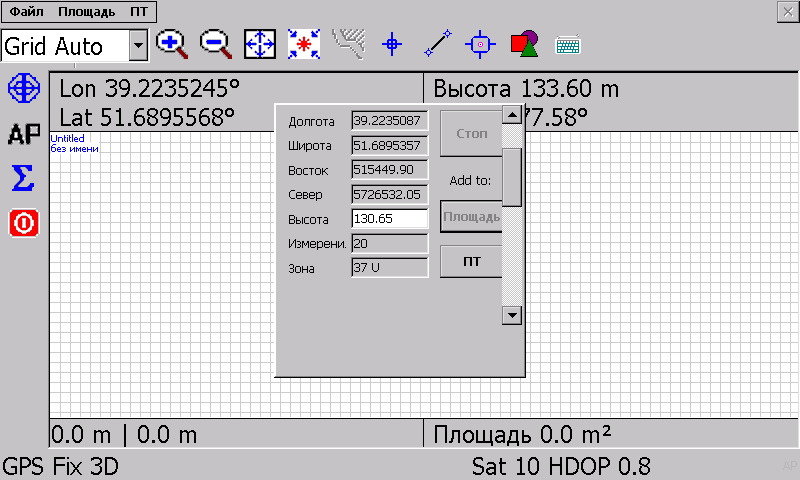 Файл Площадь ПТ
Grid Auto
Lon 39.2235245°
Высота 133.60 m
Lat 51.6895568°
77.58°
AP
Untitled
без имени
Долгота 39.2235087
Стоп
Широта 51.6895357
Восток 515449.90
Add to:
Север 5726532.05
Высота 130.65
Площадь
Измерени. 20
Зона 37 U
ПТ
0.0 m | 0.0 m
Площадь 0.0 m²
GPS Fix 3D
Sat 10 HDOP 0.8
AP